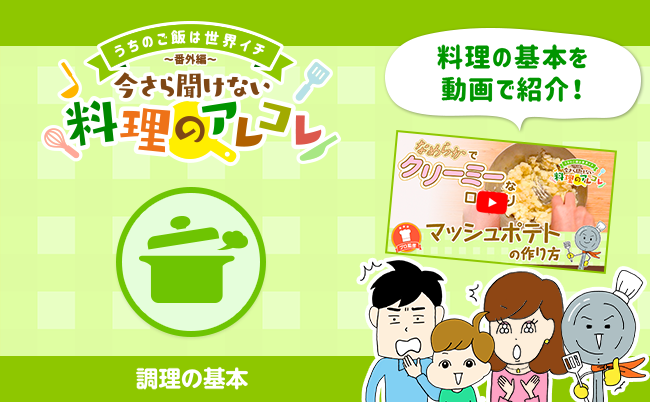 うちのご飯は世界イチ
〜番外編〜
今さら聞けない
料理のアレコレ
料理の基本を
動画で紹介!
なめらかで
クリーミーな
マッシュポテト
の作り方
調理の基本